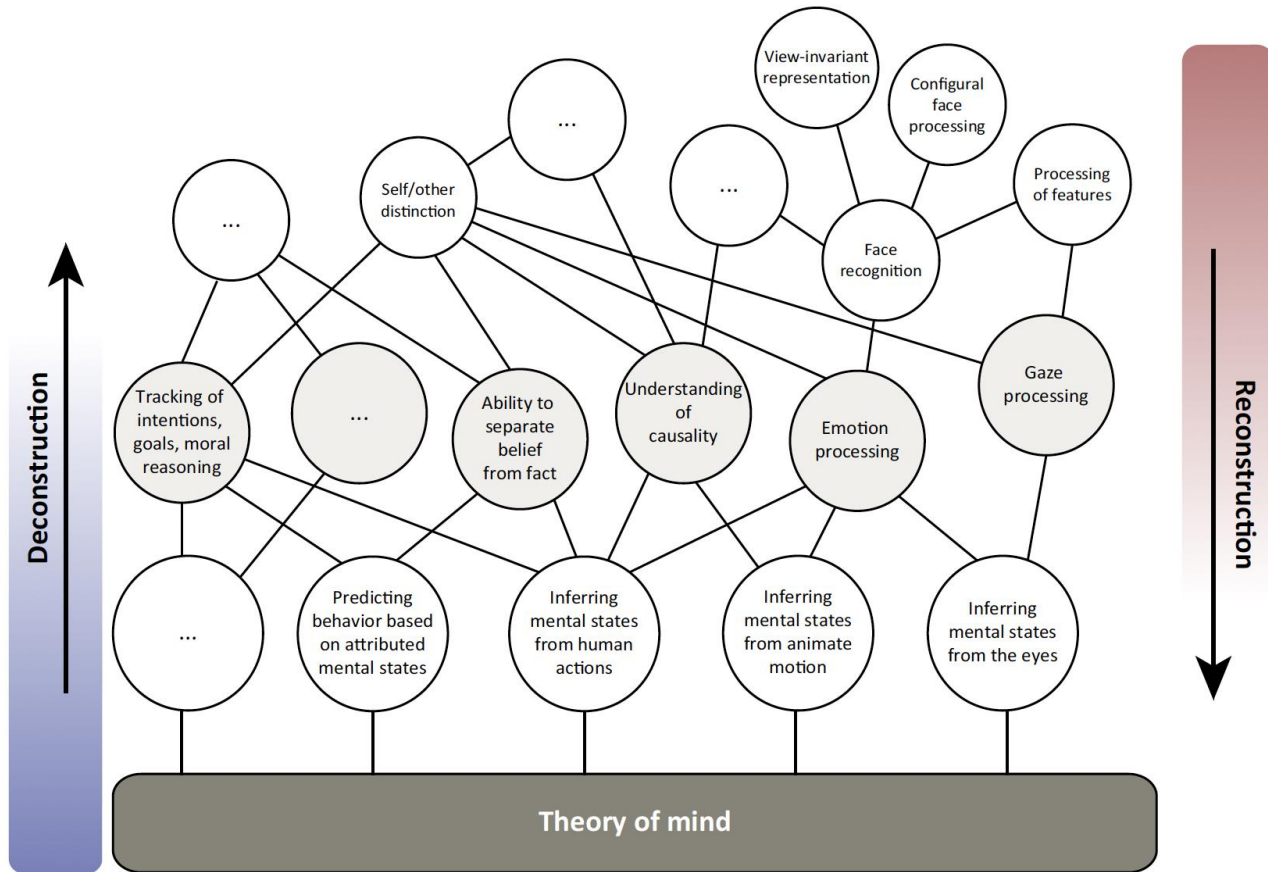 View-invariant
representation
Configural
face
processing
...
Self/other
distinction
...
Processing
of features
...
Face
recognition
Tracking of
intentions,
goals, moral
reasoning
...
Ability to
separate
belief
from fact
Understanding
of
causality
Emotion
processing
Gaze
processing
Deconstruction
Reconstruction
...
Predicting
behavior based
on attributed
mental states
Inferring
mental states
from human
actions
Inferring
mental states
from animate
motion
Inferring
mental states
from the eyes
Theory of mind